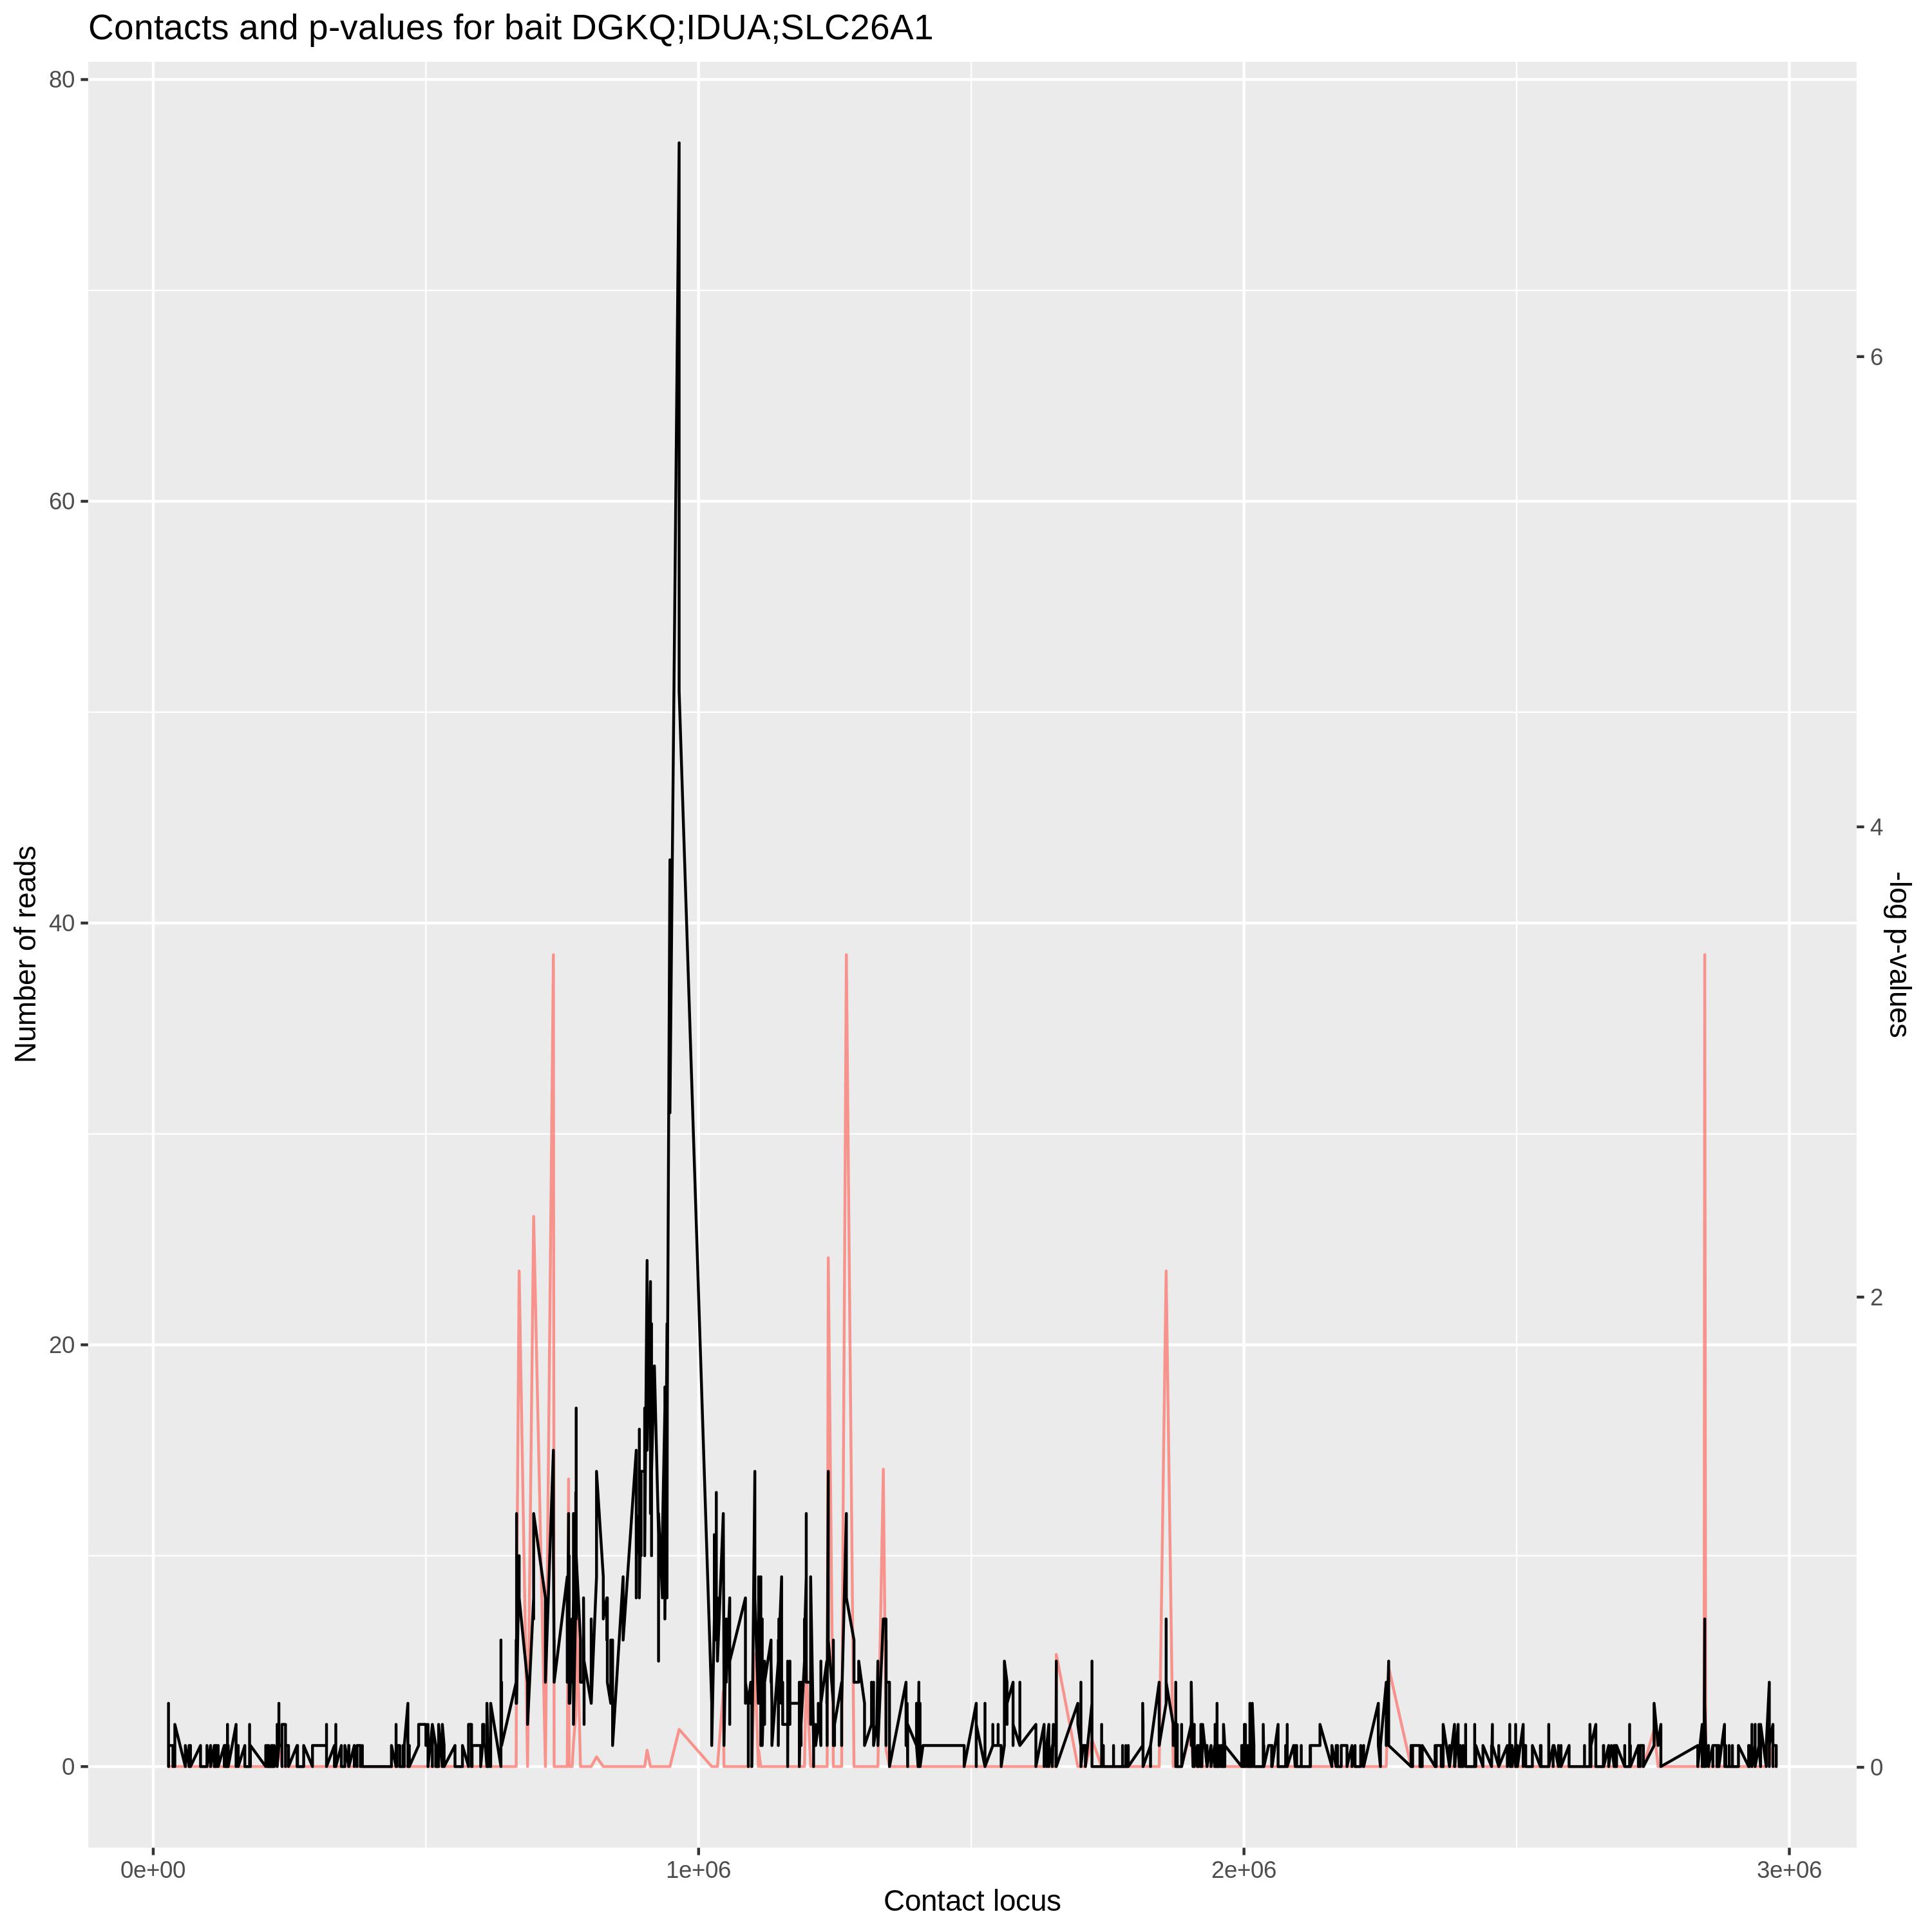 Contacts and p-values for bait DGKQ;IDUA;SLC26A1
80
60
40
20
0
Number of reads
6
4
2
0
-log p-values
0e+00
1e+06
2e+06
3e+06
Contact locus